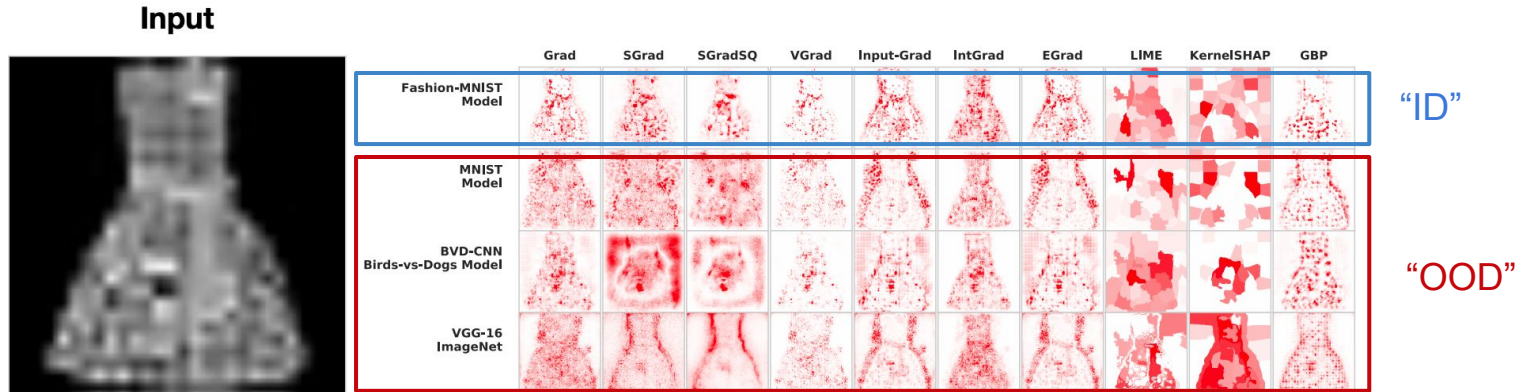 Input
Grad SGrad SGradSQ VGrad Input-Grad IntGrad EGrad LIME KernelSHAP GBP
Fashion-MNIST
Model
“ID”
MNIST
Model
BVD-CNN
Birds-vs-Dogs Model
“OOD”
VGG-16
ImageNet